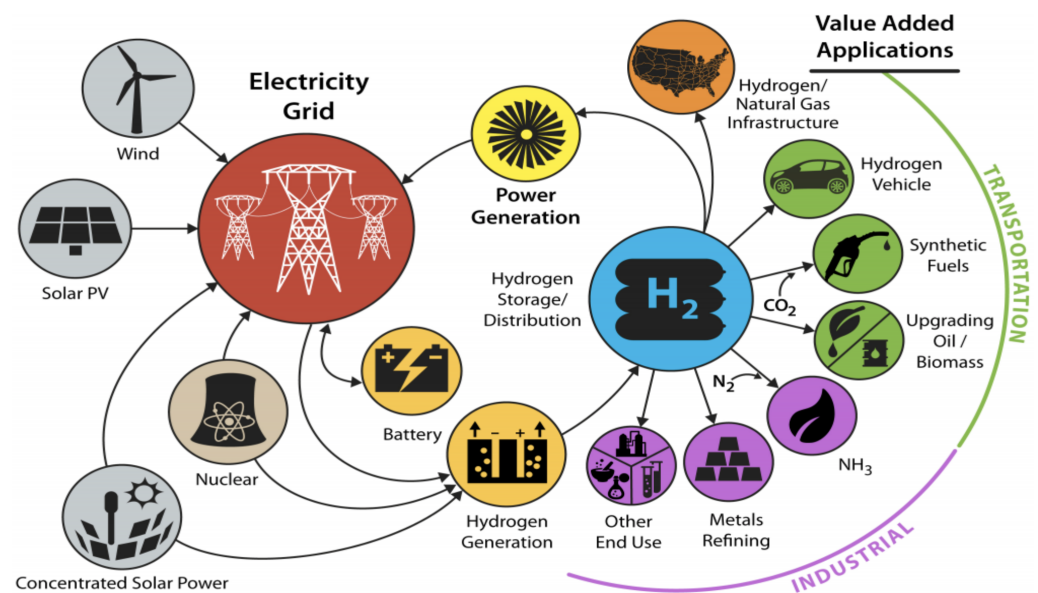 Value Added
Applications
Electricity
Grid
Wind
Solar PV
Nuclear
Concentrated Solar Power
Battery
+ −
Hydrogen
Generation
− +
Power
Generation
Hydrogen
Storage/
Distribution
H₂
Hydrogen/
Natural Gas
Infrastructure
Hydrogen
Vehicle
Synthetic
Fuels
CO₂
Upgrading
Oil /
Biomass
N₂
NH₃
Metals
Refining
Other
End Use
TRANSPORTATION
INDUSTRIAL